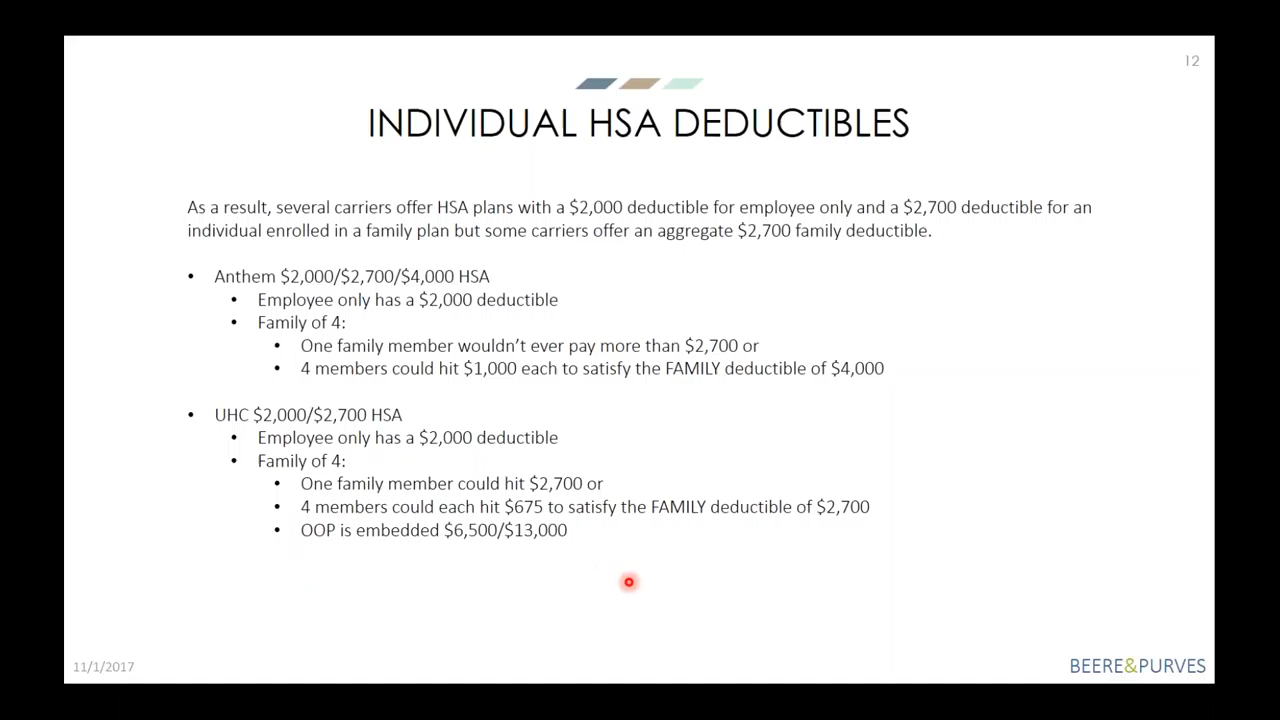 12
INDIVIDUAL HSA DEDUCTIBLES
As a result, several carriers offer HSA plans with a $2,000 deductible for employee only and a $2,700 deductible for an
individual enrolled in a family plan but some carriers offer an aggregate $2,700 family deductible.
• Anthem $2,000/$2,700/$4,000 HSA
• Employee only has a $2,000 deductible
• Family of 4:
• One family member wouldn’t ever pay more than $2,700 or
• 4 members could hit $1,000 each to satisfy the FAMILY deductible of $4,000
• UHC $2,000/$2,700 HSA
• Employee only has a $2,000 deductible
• Family of 4:
• One family member could hit $2,700 or
• 4 members could each hit $675 to satisfy the FAMILY deductible of $2,700
• OOP is embedded $6,500/$13,000
11/1/2017
BEERE&PURVES